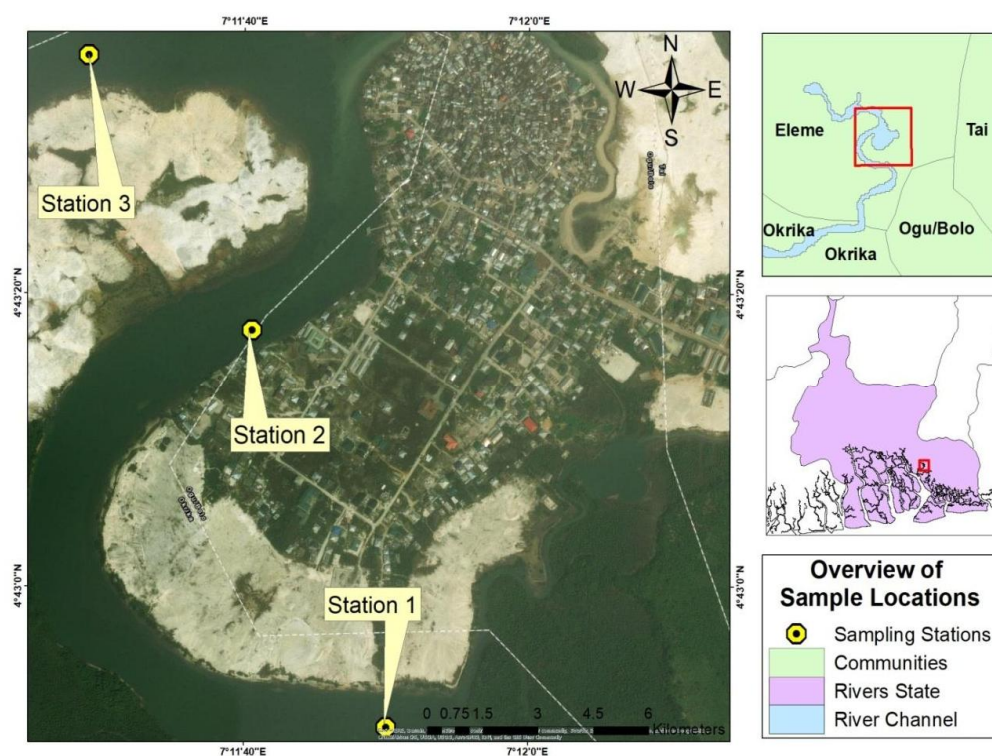 7°11'40"E
7°12'0"E
N
W
E
S
Station 3
4°43'20"N
4°43'20"N
Station 2
4°43'0"N
4°43'0"N
Station 1
0 0.75 1.5 3 4.5 6
Kilometers
7°11'40"E
7°12'0"E
Eleme
Tai
Okrika
Okrika
Ogu/Bolo
Overview of
Sample Locations
Sampling Stations
Communities
Rivers State
River Channel